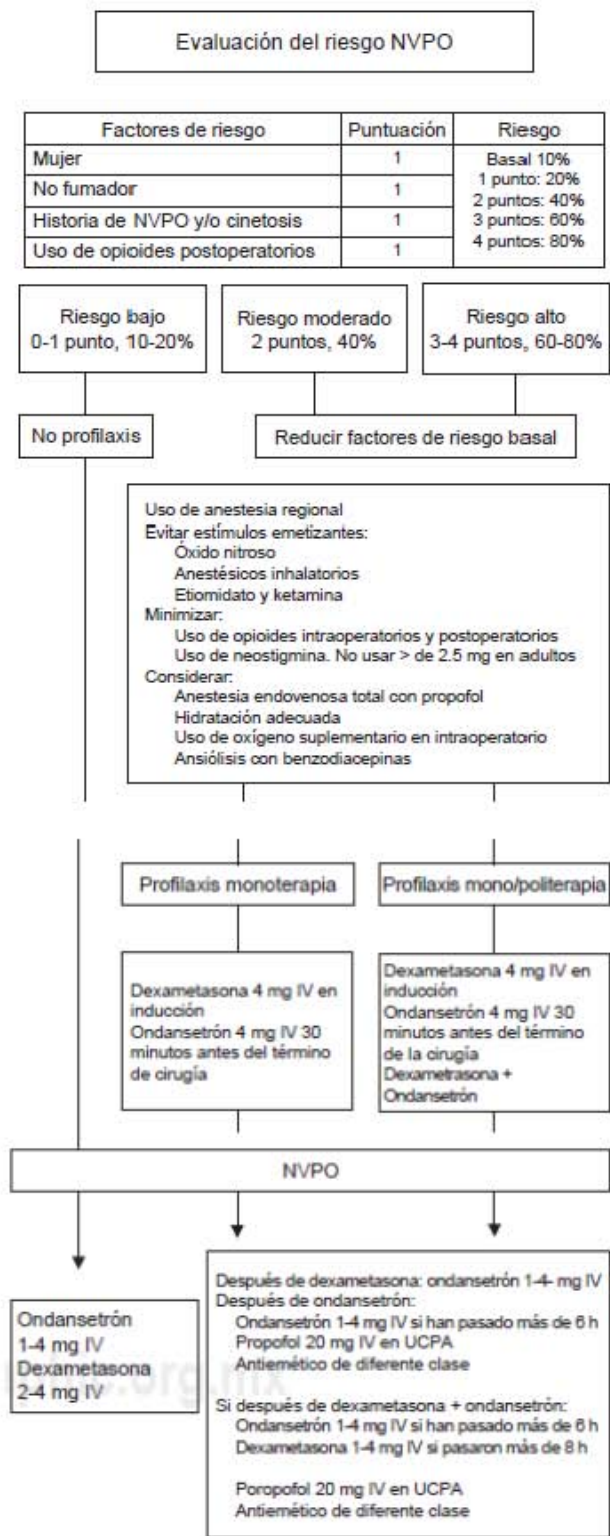 Evaluación del riesgo NVPO
Factores de riesgo Puntuación Riesgo
Mujer 1 Basal 10%
1 punto: 20%
No fumador 1 2 puntos: 40%
Historia de NVPO y/o cinetosis 1 3 puntos: 60%
Uso de opioides postoperatorios 1 4 puntos: 80%
Riesgo bajo
0-1 punto, 10-20%
Riesgo moderado
2 puntos, 40%
Riesgo alto
3-4 puntos, 60-80%
No profilaxis
Reducir factores de riesgo basal
Uso de anestesia regional
Evitar estímulos emetizantes:
Óxido nitroso
Anestésicos inhalatorios
Etiomidato y ketamina
Minimizar:
Uso de opioides intraoperatorios y postoperatorios
Uso de neostigmina. No usar > de 2.5 mg en adultos
Considerar:
Anestesia endovenosa total con propofol
Hidratación adecuada
Uso de oxígeno suplementario en intraoperatorio
Ansiólisis con benzodiacepinas
Profilaxis monoterapia
Profilaxis mono/politerapia
Dexametasona 4 mg IV en
inducción
Ondansetrón 4 mg IV 30
minutos antes del término
de cirugía
Dexametasona 4 mg IV en
inducción
Ondansetrón 4 mg IV 30
minutos antes del término
de la cirugía
Dexametrasona +
Ondansetrón
NVPO
Ondansetrón
1-4 mg IV
Dexametasona
2-4 mg IV
Después de dexametasona: ondansetrón 1-4- mg IV
Después de ondansetrón:
Ondansetrón 1-4 mg IV si han pasado más de 6 h
Propofol 20 mg IV en UCPA
Antiemético de diferente clase
Si después de dexametasona + ondansetrón:
Ondansetrón 1-4 mg IV si han pasado más de 6 h
Dexametasona 1-4 mg IV si pasaron más de 8 h
Poropofol 20 mg IV en UCPA
Antiemético de diferente clase
.org.mx